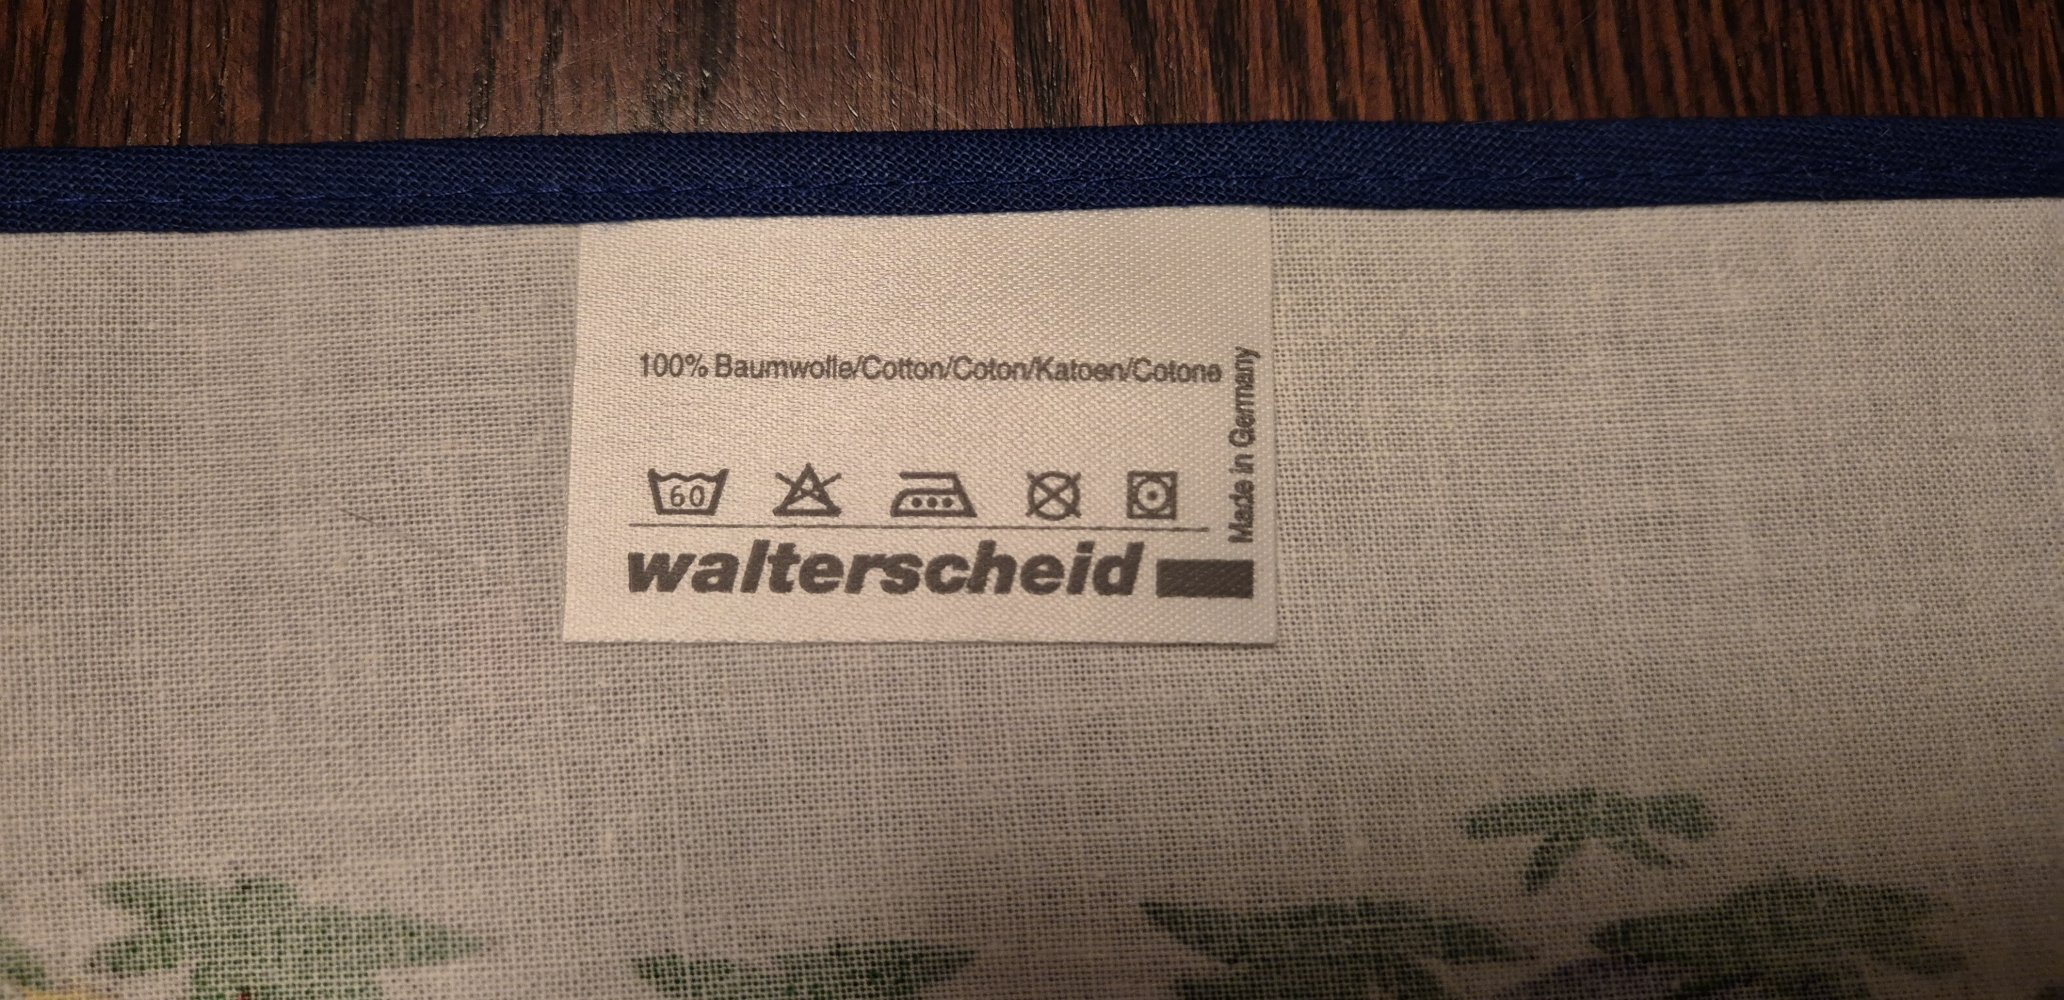 100% Baumwolle/Cotton/Coton/Katoen/Cotone
Made in Germany
60
walterscheid